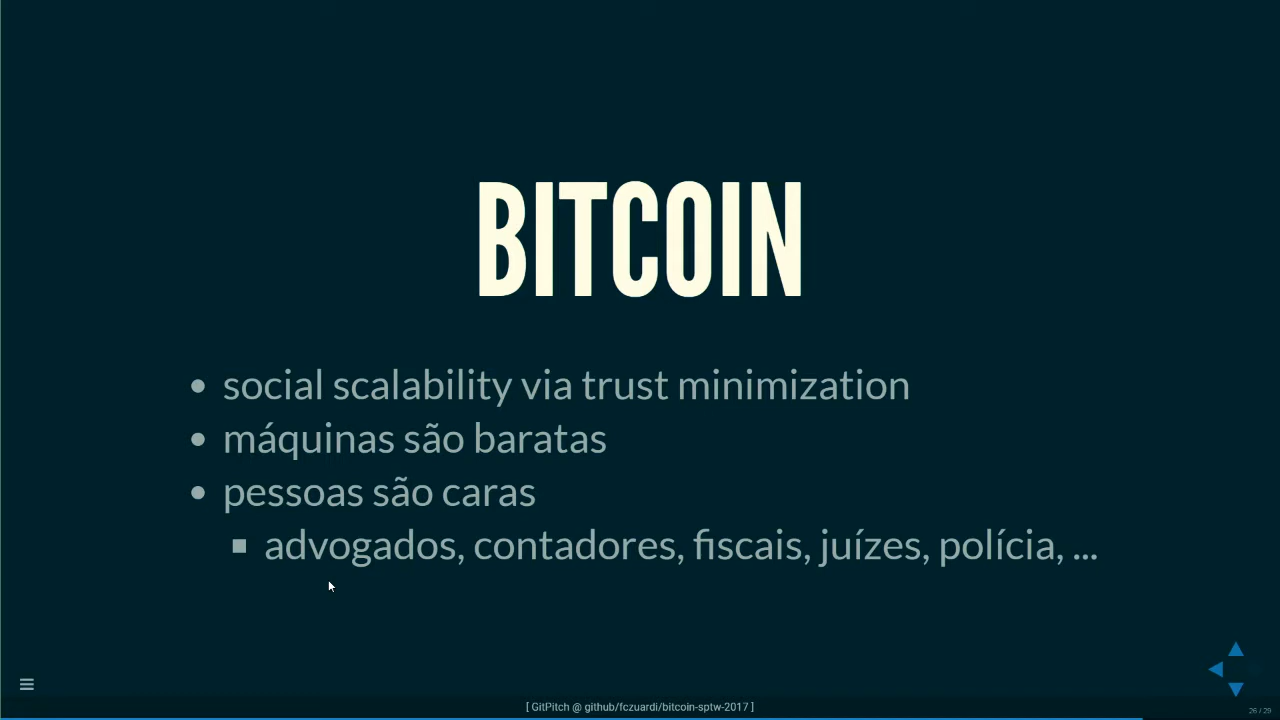 BITCOIN
social scalability via trust minimization
máquinas são baratas
pessoas são caras
advogados, contadores, fiscais, juízes, polícia, ...
[ GitPitch @ github/fczuardi/bitcoin-sptw-2017 ]
26 / 29